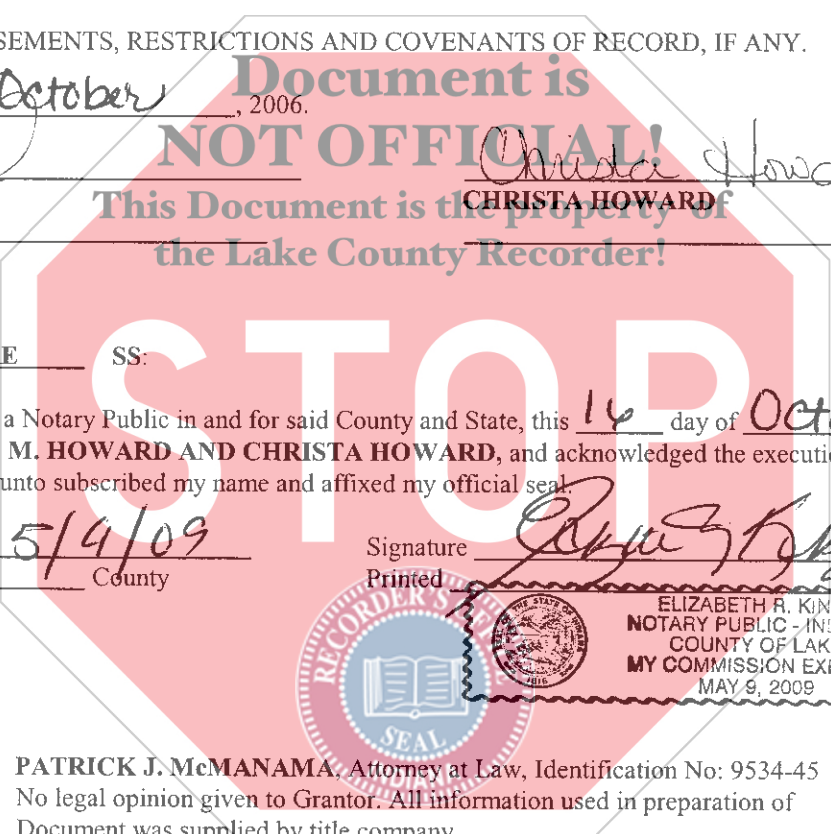 SEMENTS, RESTRICTIONS AND COVENANTS OF RECORD, IF ANY.
Document is
October, 2006.
NOT OFFICIAL!
Christa Howa
CHRISTA HOWARD
This Document is the property of
the Lake County Recorder!
E SS:
STOP
a Notary Public in and for said County and State, this 16 day of Octo
M. HOWARD AND CHRISTA HOWARD, and acknowledged the executi
unto subscribed my name and affixed my official seal.
5/9/09 Signature
County Printed
RECORDER'S OFFICE
SEAL
ELIZABETH R. KIN
NOTARY PUBLIC - IN
COUNTY OF LAK
MY COMMISSION EX
MAY 9, 2009
PATRICK J. McMANAMA, Attorney at Law, Identification No: 9534-45
No legal opinion given to Grantor. All information used in preparation of
Document was supplied by title company